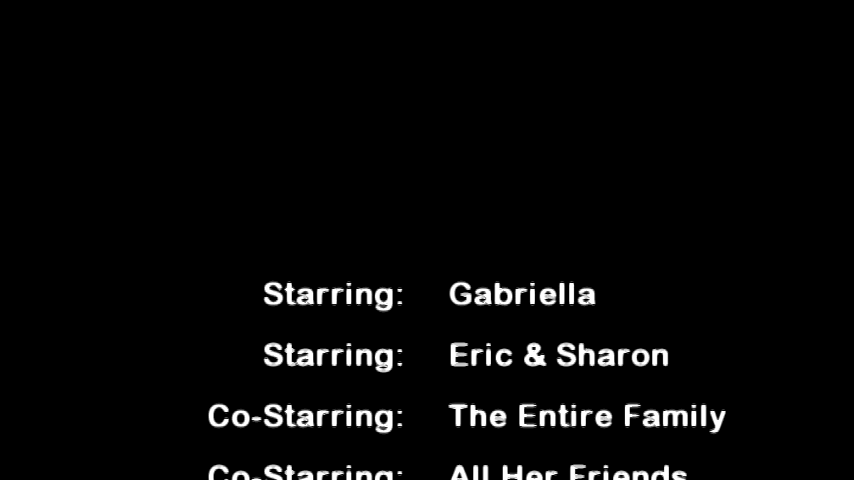 Starring: Gabriella
Starring: Eric & Sharon
Co-Starring: The Entire Family
Co-Starring: All Her Friends